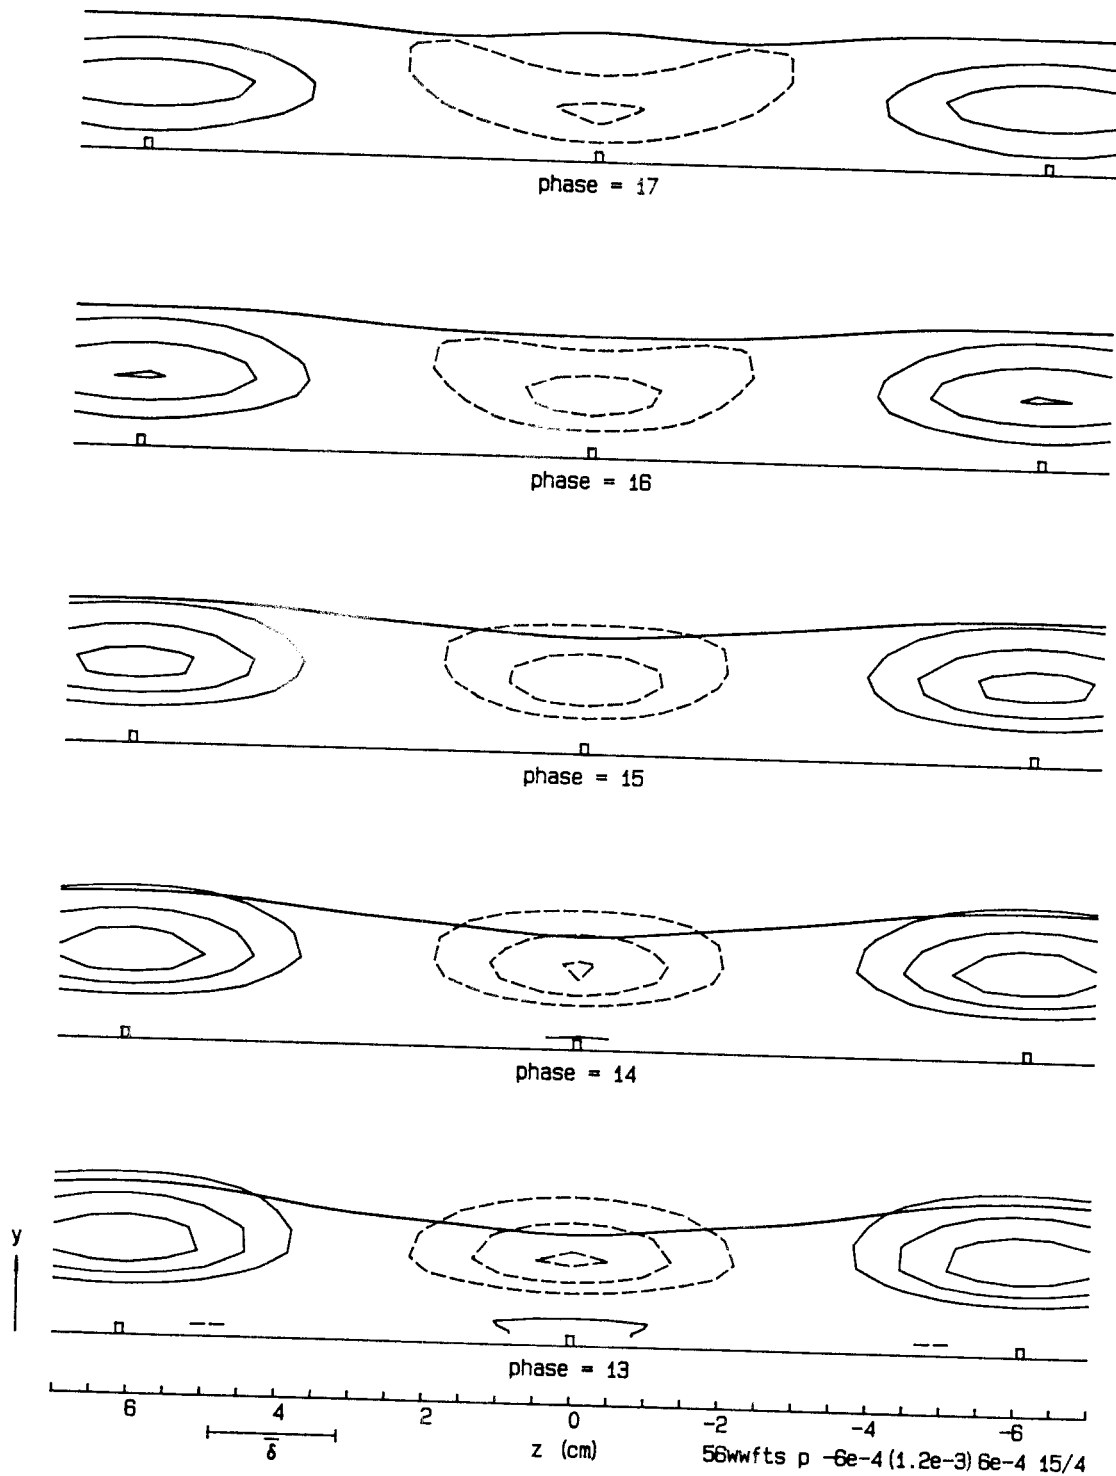 phase = 17
phase = 16
phase = 15
phase = 14
y
phase = 13
6 4 2 0 -2 -4 -6
δ̅ z (cm) 56wwfts p -6e-4(1.2e-3)6e-4 15/4